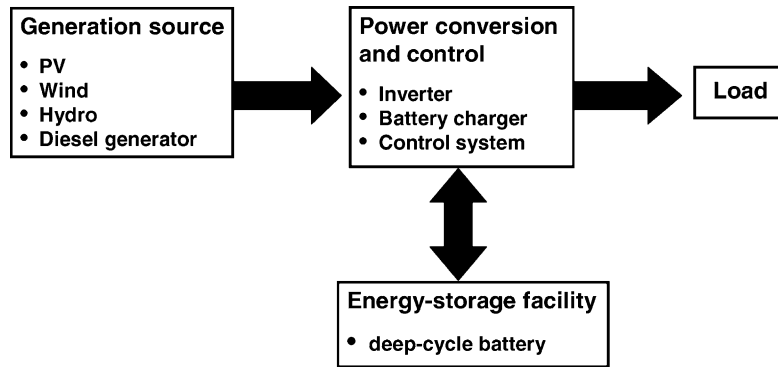 Generation source
• PV
• Wind
• Hydro
• Diesel generator
Power conversion
and control
• Inverter
• Battery charger
• Control system
Load
Energy-storage facility
• deep-cycle battery